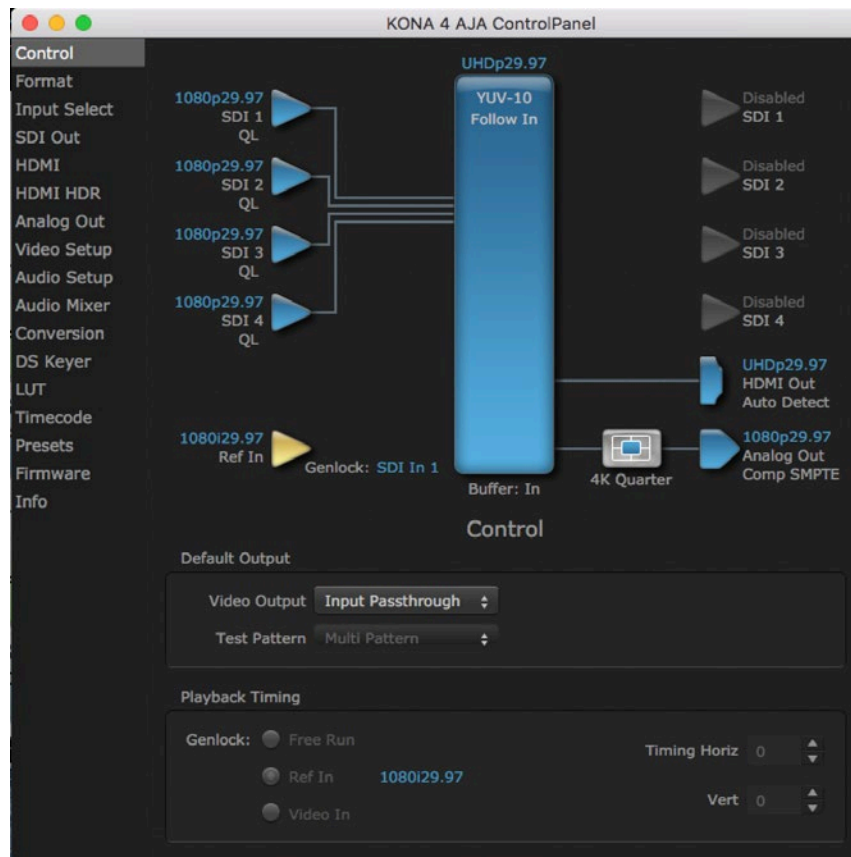 KONA 4 AJA ControlPanel
Control
Format
Input Select
SDI Out
HDMI
HDMI HDR
Analog Out
Video Setup
Audio Setup
Audio Mixer
Conversion
DS Keyer
LUT
Timecode
Presets
Firmware
Info
1080p29.97
SDI 1
QL
1080p29.97
SDI 2
QL
1080p29.97
SDI 3
QL
1080p29.97
SDI 4
QL
1080i29.97
Ref In
Genlock: SDI In 1
UHDp29.97
YUV-10
Follow In
Buffer: In
Disabled
SDI 1
Disabled
SDI 2
Disabled
SDI 3
Disabled
SDI 4
UHDp29.97
HDMI Out
Auto Detect
4K Quarter
1080p29.97
Analog Out
Comp SMPTE
Control
Default Output
Video Output Input Passthrough
Test Pattern Multi Pattern
Playback Timing
Genlock: Free Run
Ref In 1080i29.97
Video In
Timing Horiz 0
Vert 0